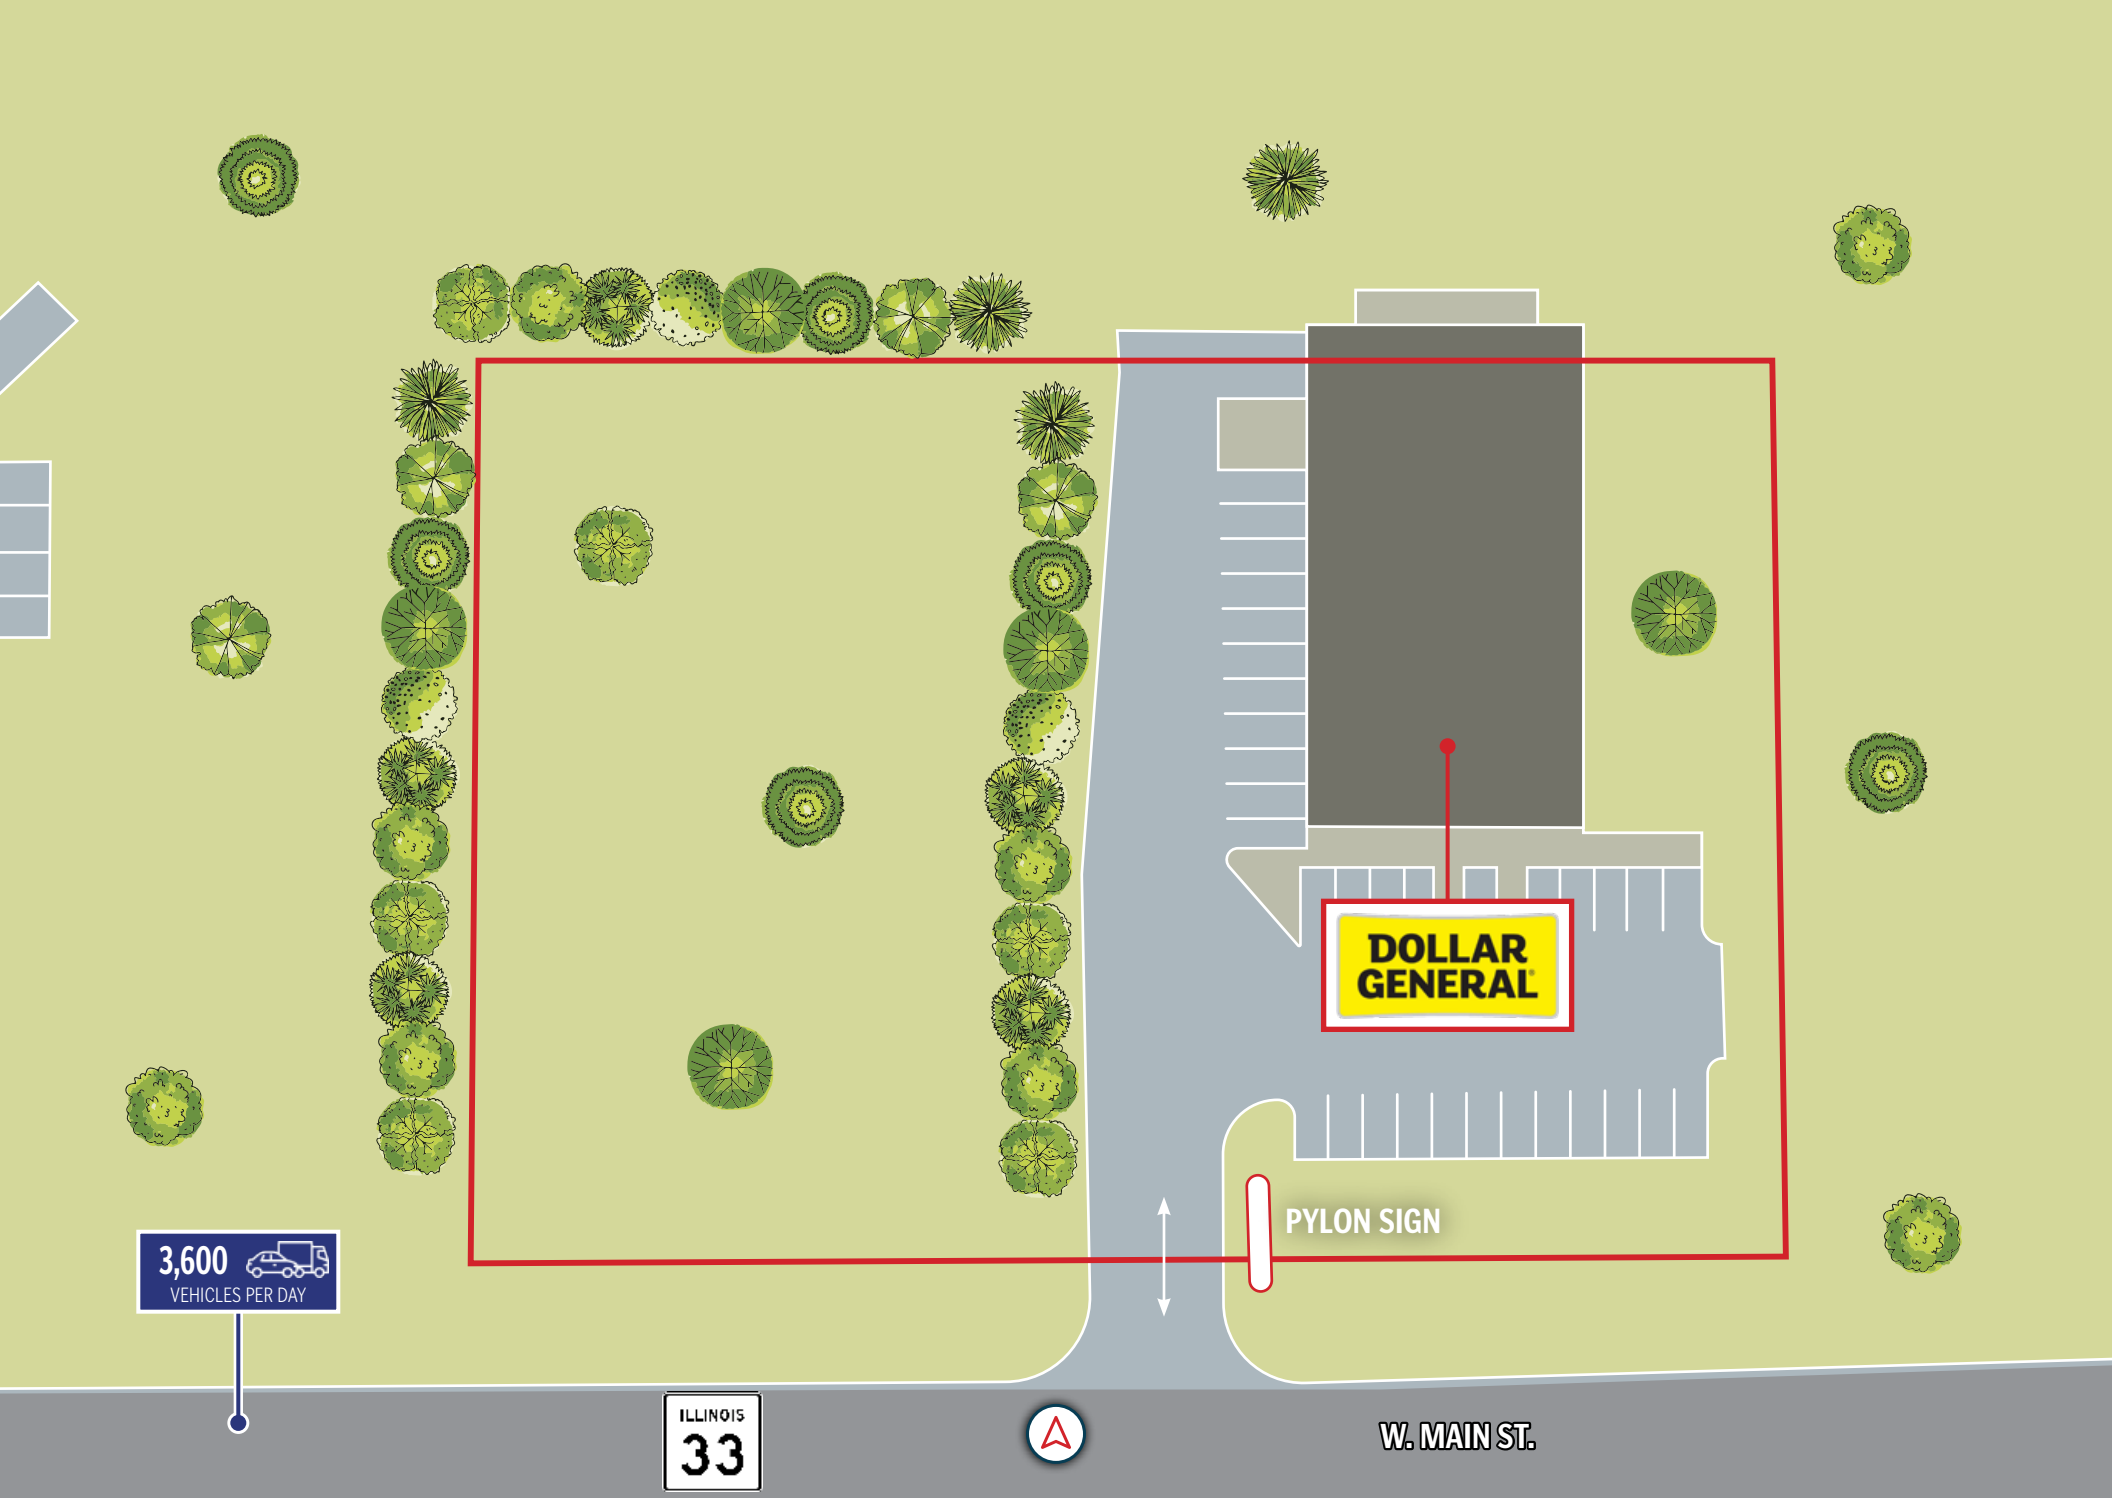 DOLLAR
GENERAL®
PYLON SIGN
3,600
VEHICLES PER DAY
ILLINOIS
33
W. MAIN ST.